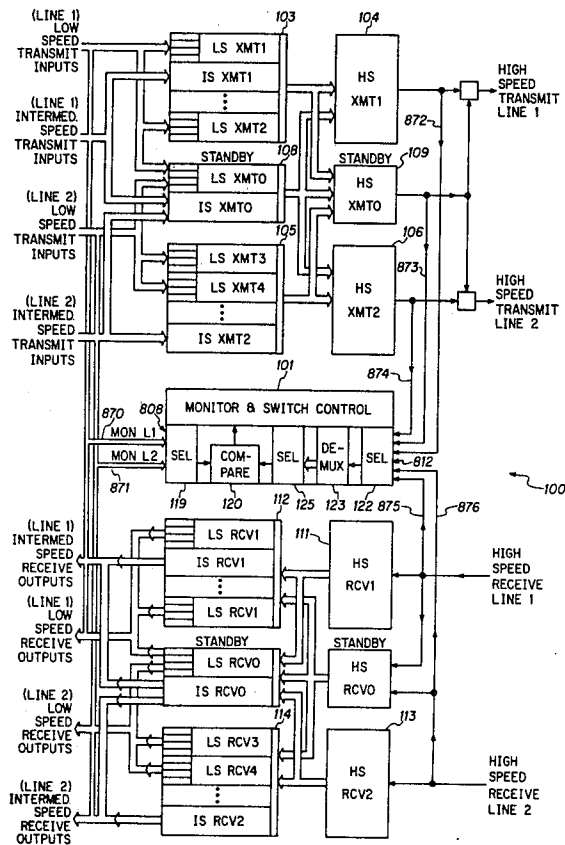 (LINE 1)
LOW
SPEED
TRANSMIT
INPUTS
(LINE 1)
INTERMED.
SPEED
TRANSMIT
INPUTS
(LINE 2)
LOW
SPEED
TRANSMIT
INPUTS
(LINE 2)
INTERMED.
SPEED
TRANSMIT
INPUTS
103
LS XMT1
IS XMT1
LS XMT2
STANDBY
108
LS XMT0
IS XMT0
105
LS XMT3
LS XMT4
IS XMT2
104
HS
XMT1
STANDBY
109
HS
XMT0
106
HS
XMT2
872
873
874
HIGH
SPEED
TRANSMIT
LINE 1
HIGH
SPEED
TRANSMIT
LINE 2
101
MONITOR & SWITCH CONTROL
870
808
MON L1
MON L2
871
SEL
COM-
PARE
SEL
DE-
MUX
SEL
812
119
120
125
123
122
875
876
100
(LINE 1)
INTERMED
SPEED
RECEIVE
OUTPUTS
(LINE 1)
LOW
SPEED
RECEIVE
OUTPUTS
(LINE 2)
LOW
SPEED
RECEIVE
OUTPUTS
(LINE 2)
INTERMED.
SPEED
RECEIVE
OUTPUTS
112
LS RCV1
IS RCV1
LS RCV1
STANDBY
LS RCV0
IS RCV0
114
LS RCV3
LS RCV4
IS RCV2
111
HS
RCV1
STANDBY
HS
RCV0
113
HS
RCV2
HIGH
SPEED
RECEIVE
LINE 1
HIGH
SPEED
RECEIVE
LINE 2